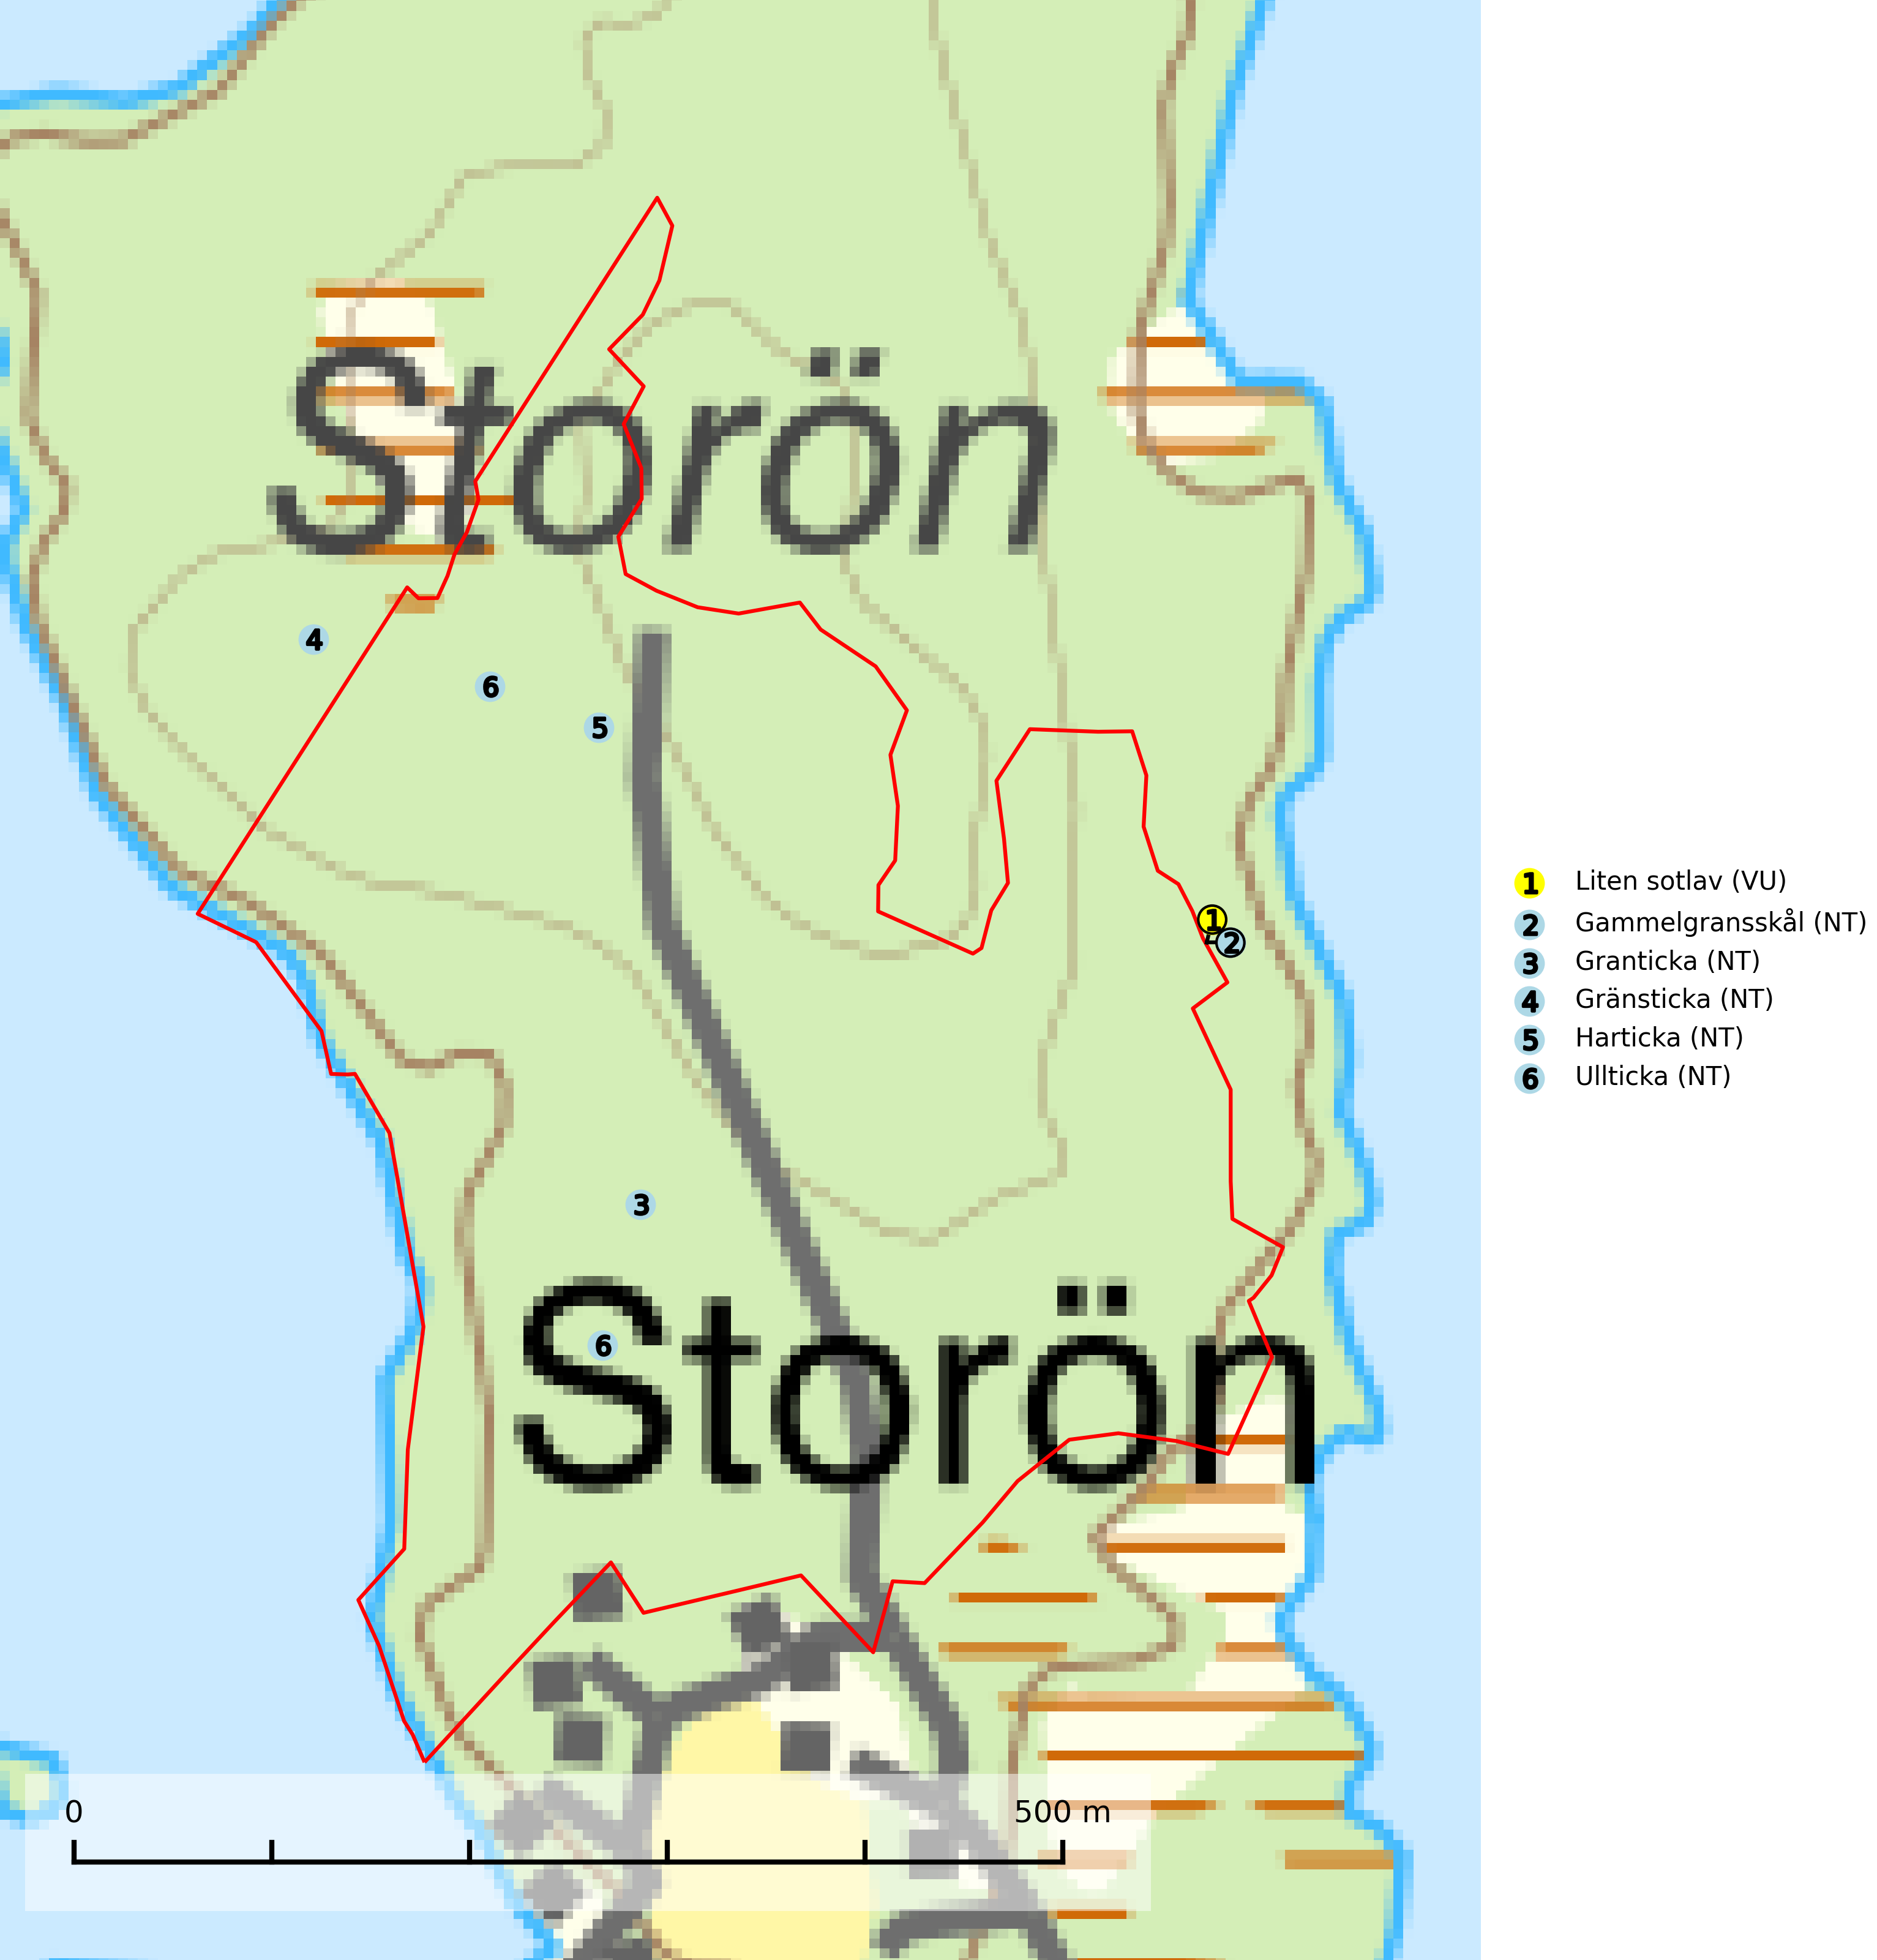 Storön
4
6
5
1
2
3
Storön
6
0
500 m
1 Liten sotlav (VU)
2 Gammelgransskål (NT)
3 Granticka (NT)
4 Gränsticka (NT)
5 Harticka (NT)
6 Ullticka (NT)